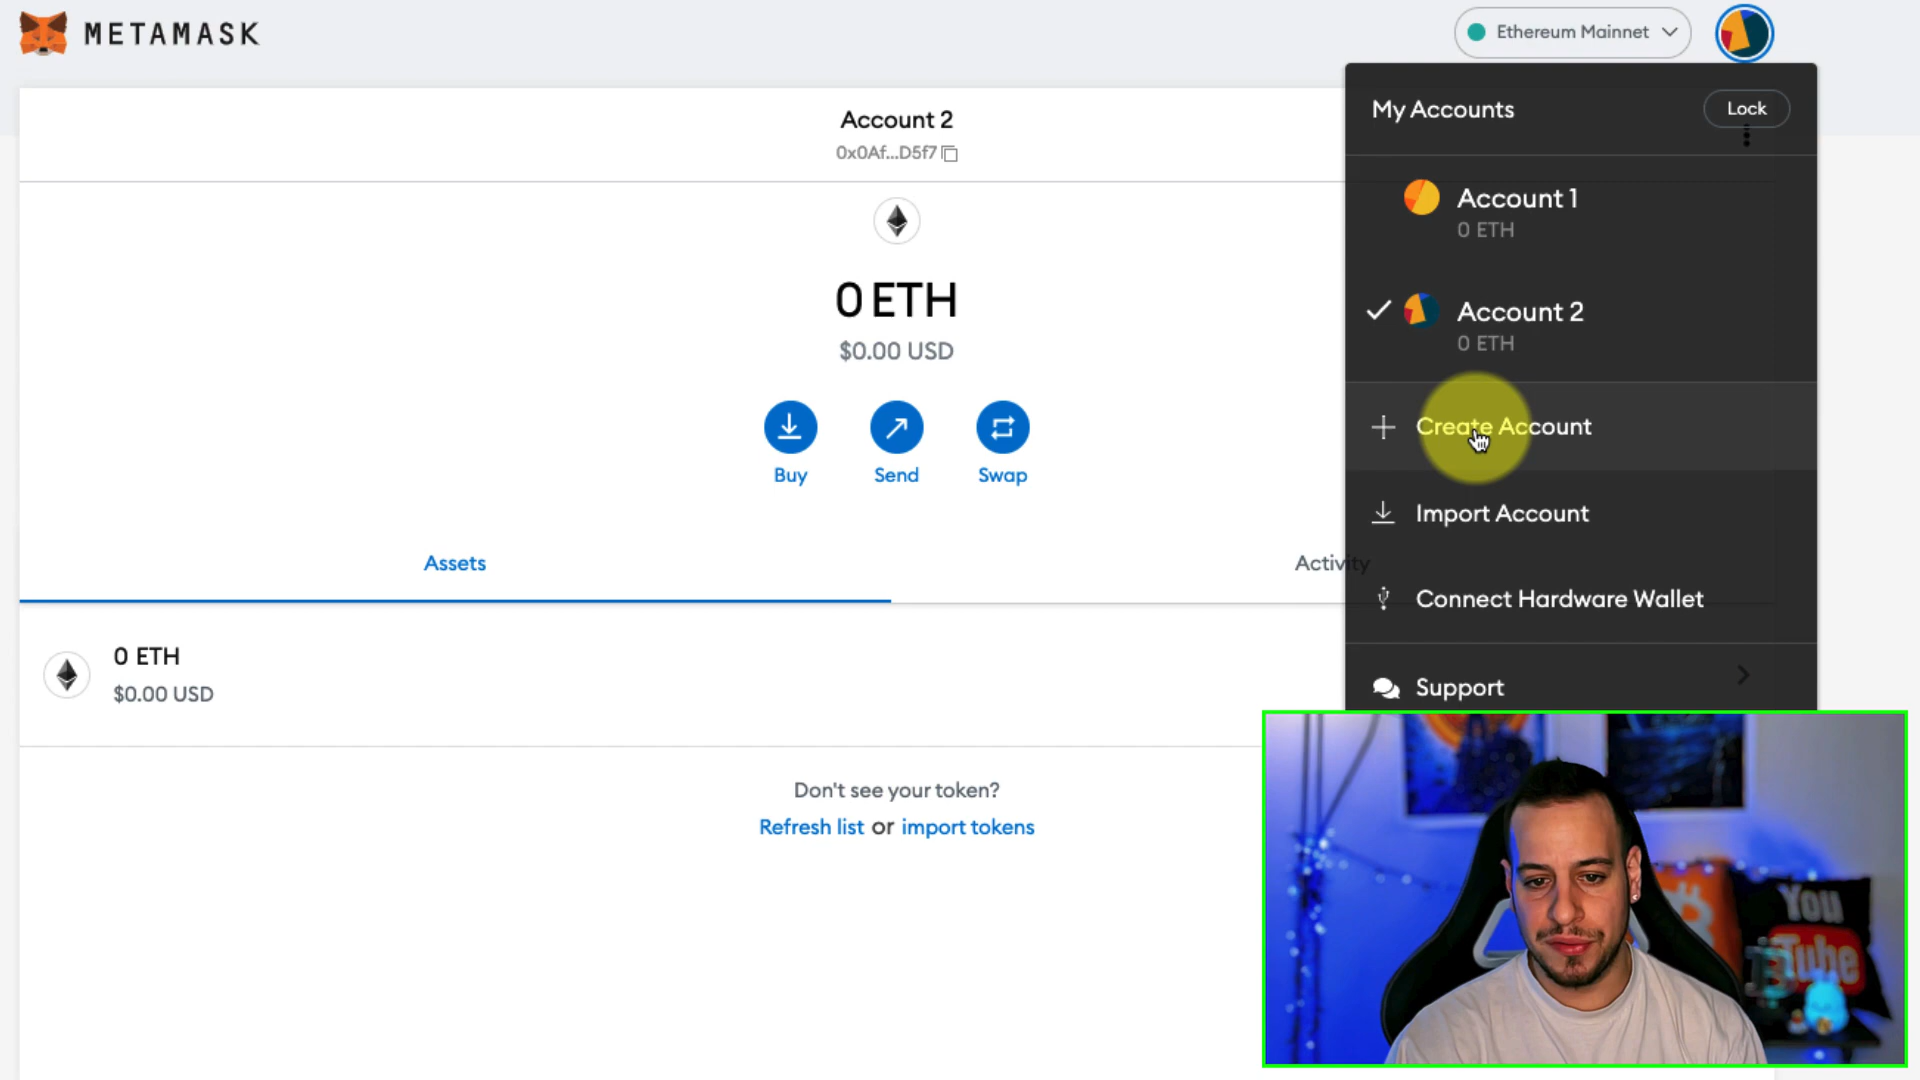 METAMASK
Ethereum Mainnet
Account 2
0x0Af...D5f7
0 ETH
$0.00 USD
Buy
Send
Swap
Assets
Activity
0 ETH
$0.00 USD
Don't see your token?
Refresh list or import tokens
My Accounts
Lock
Account 1
0 ETH
Account 2
0 ETH
Create Account
Import Account
Connect Hardware Wallet
Support
You
Tube